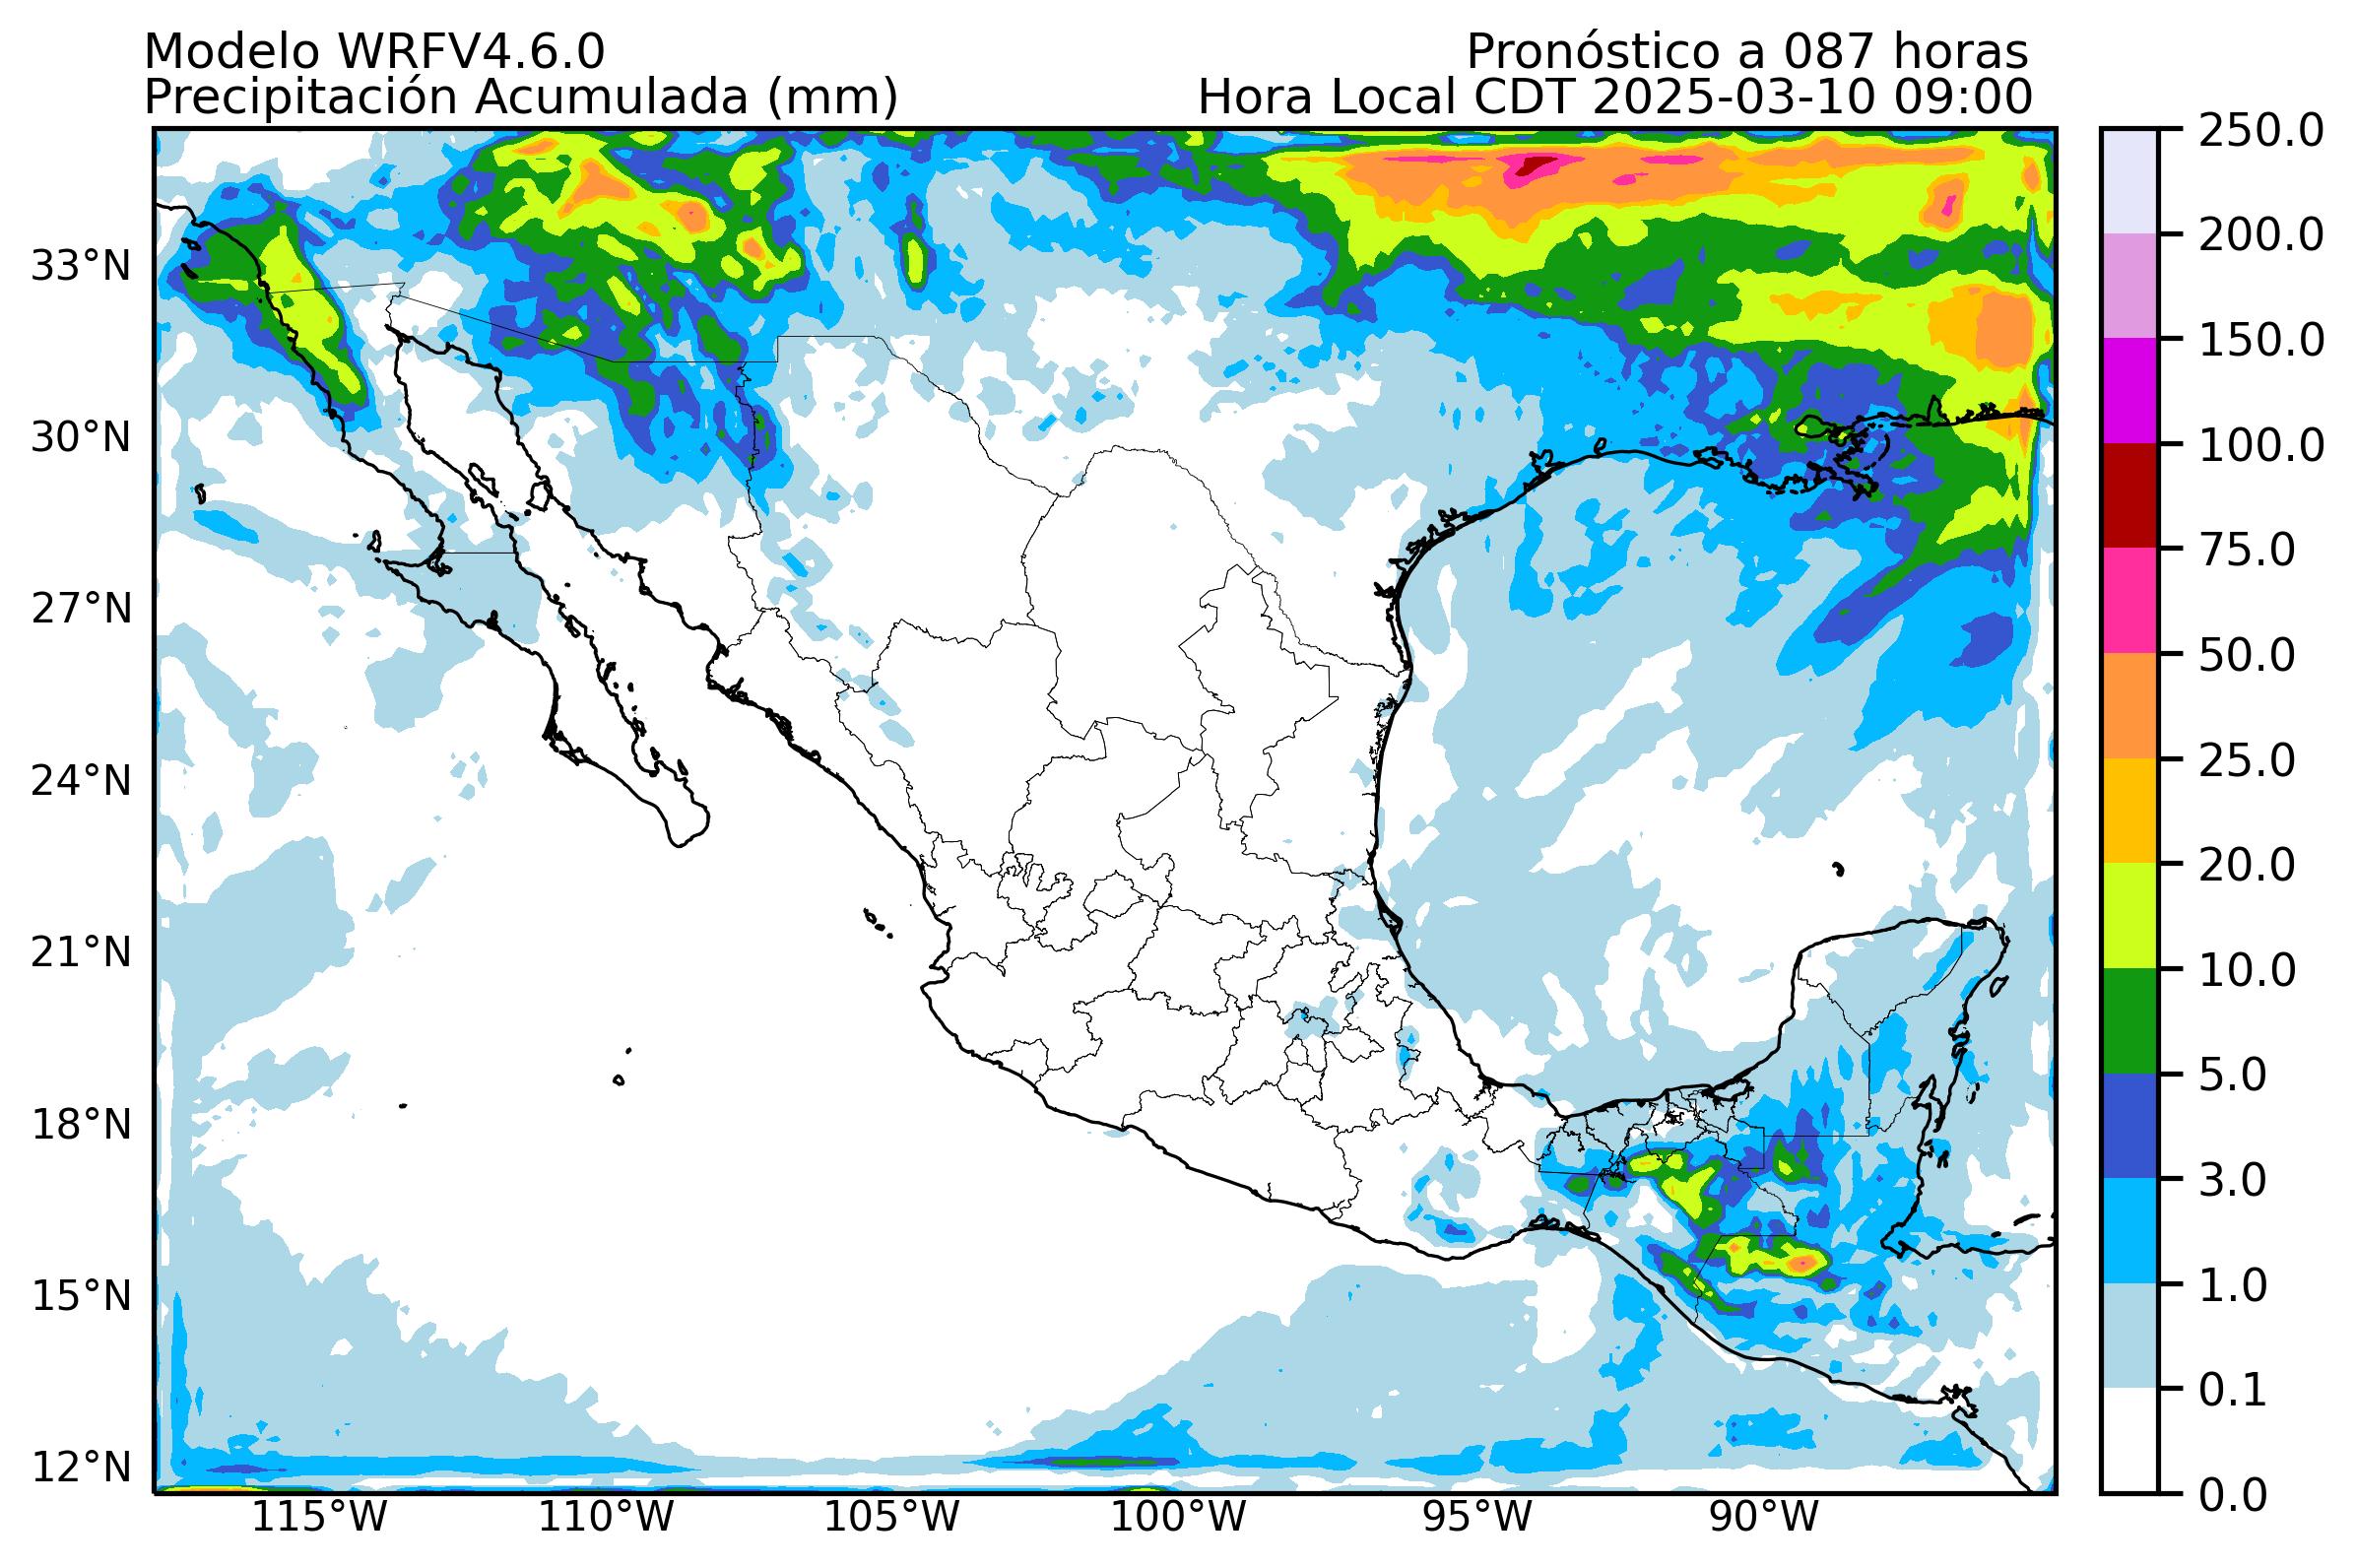 Modelo WRFV4.6.0
Pronóstico a 087 horas
Precipitación Acumulada (mm)
Hora Local CDT 2025-03-10 09:00
33°N
30°N
27°N
24°N
21°N
18°N
15°N
12°N
115°W
110°W
105°W
100°W
95°W
90°W
250.0
200.0
150.0
100.0
75.0
50.0
25.0
20.0
10.0
5.0
3.0
1.0
0.1
0.0